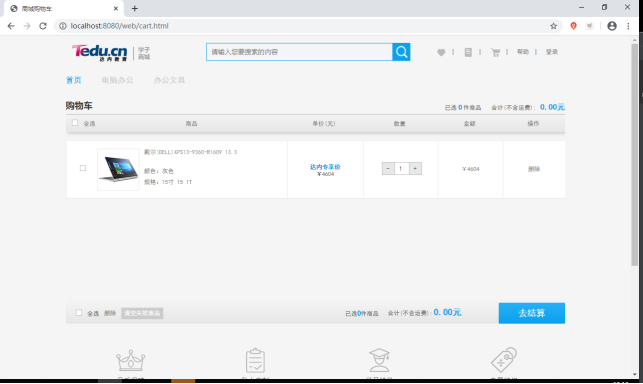 商城购物车
localhost:8080/web/cart.html
Tedu.cn 达内教育 学子商城
请输入您要搜索的内容
帮助 登录
首页 电脑办公 办公文具
购物车
已选 0 件商品 合计(不含运费): 0.00元
全选 商品 单价(元) 数量 金额 操作
戴尔(DELL)XPS13-9360-R1609 13.3
颜色：灰色
规格：15寸 i5 1T
达内专享价
￥4604
- 1 +
￥4604
删除
全选 删除 清空失效商品
已选0件商品 合计(不含运费): 0.00元
去结算